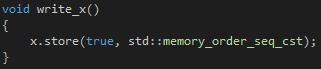 void write_x()
{
    x.store(true, std::memory_order_seq_cst);
}